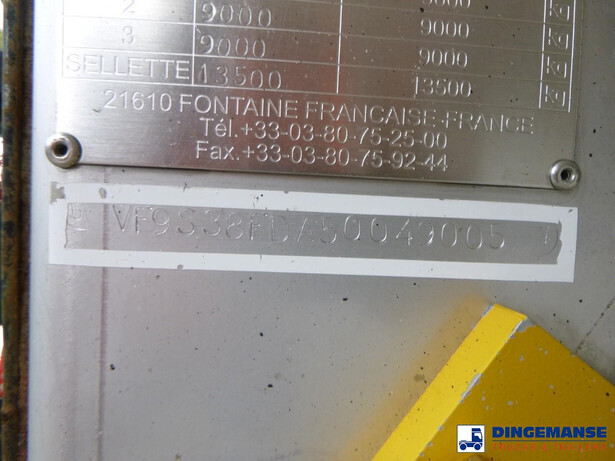 2 9000 9000
3 9000 9000
SELLETTE 13500 13500
21610 FONTAINE FRANCAISE-FRANCE
Tél.+33-03-80-75-25-00
Fax.+33-03-80-75-92-44
VF9S38FDA50049005
DINGEMANSE